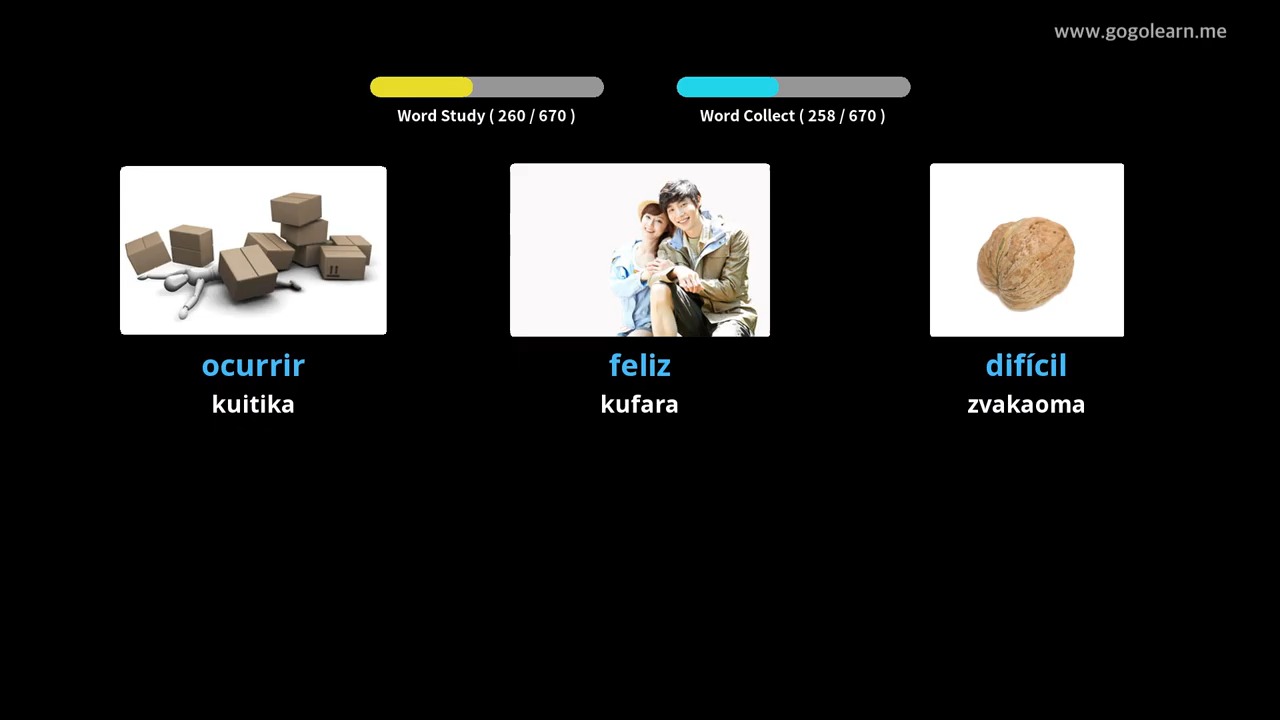 www.gogolearn.me
Word Study ( 260 / 670 )
Word Collect ( 258 / 670 )
ocurrir
kuitika
feliz
kufara
difícil
zvakaoma